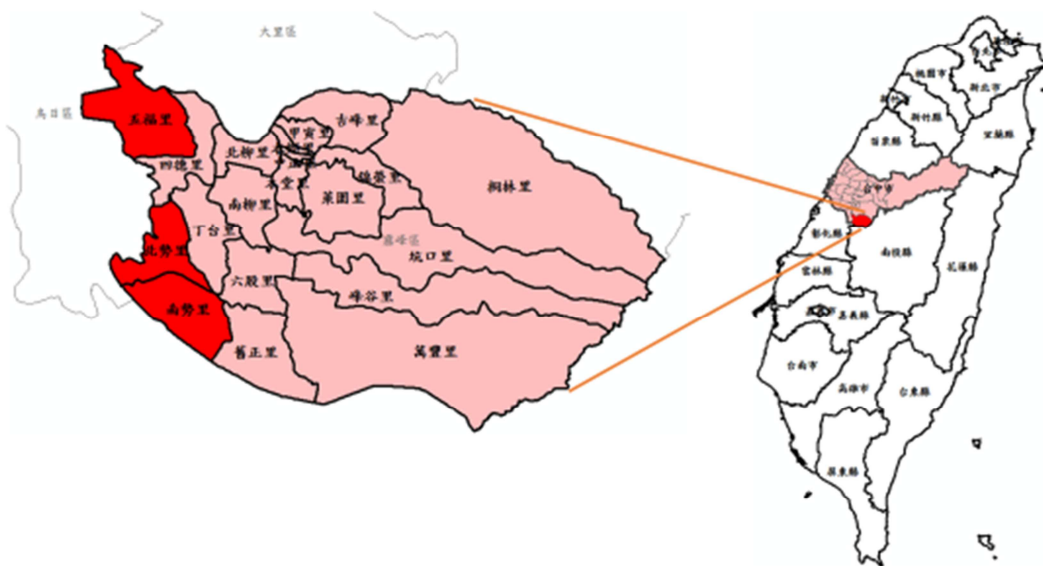 大里區
烏日區
五福里
四德里
北柳里
甲寅里
吉峰里
本堂里
錦榮里
萊園里
桐林里
南柳里
丁台里
北勢里
霧峰區
坑口里
六股里
峰谷里
南勢里
舊正里
萬豐里
桃園市
新北市
新竹縣
宜蘭縣
苗栗縣
台中市
彰化縣
南投縣
花蓮縣
雲林縣
嘉義縣
台南市
高雄市
台東縣
屏東縣